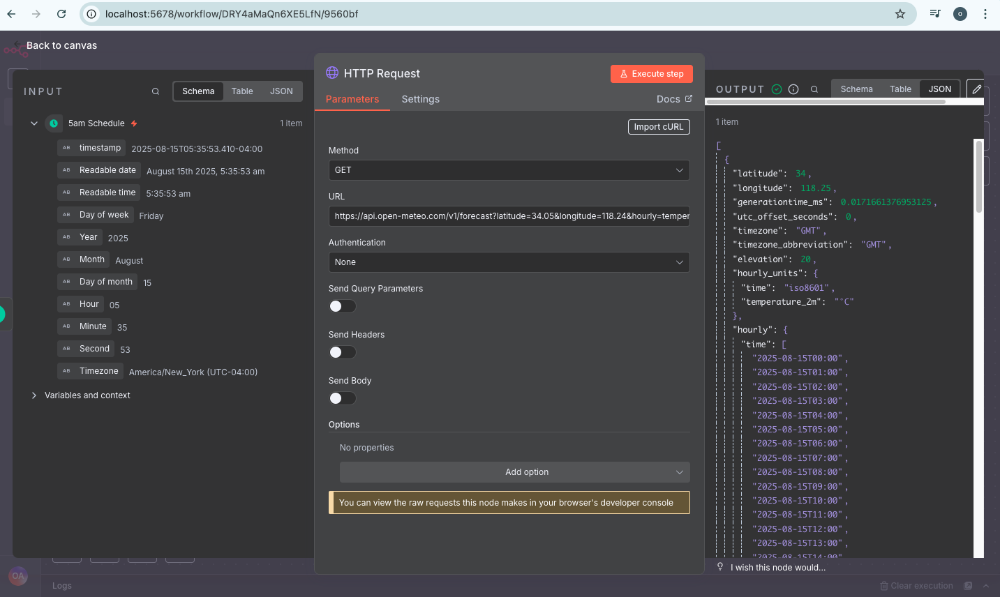 localhost:5678/workflow/DRY4aMaQn6XE5LfN/9560bf
O
Back to canvas
INPUT
Schema
Table
JSON
5am Schedule
1 item
AB timestamp 2025-08-15T05:35:53.410-04:00
AB Readable date August 15th 2025, 5:35:53 am
AB Readable time 5:35:53 am
AB Day of week Friday
AB Year 2025
AB Month August
AB Day of month 15
AB Hour 05
AB Minute 35
AB Second 53
AB Timezone America/New_York (UTC-04:00)
Variables and context
HTTP Request
Execute step
Parameters
Settings
Docs
Import cURL
Method
GET
URL
https://api.open-meteo.com/v1/forecast?latitude=34.05&longitude=118.24&hourly=temper
Authentication
None
Send Query Parameters
Send Headers
Send Body
Options
No properties
Add option
You can view the raw requests this node makes in your browser's developer console
OUTPUT
Schema
Table
JSON
1 item
[
{
"latitude": 34,
"longitude": 118.25,
"generationtime_ms": 0.0171661376953125,
"utc_offset_seconds": 0,
"timezone": "GMT",
"timezone_abbreviation": "GMT",
"elevation": 20,
"hourly_units": {
"time": "iso8601",
"temperature_2m": "°C"
},
"hourly": {
"time": [
"2025-08-15T00:00",
"2025-08-15T01:00",
"2025-08-15T02:00",
"2025-08-15T03:00",
"2025-08-15T04:00",
"2025-08-15T05:00",
"2025-08-15T06:00",
"2025-08-15T07:00",
"2025-08-15T08:00",
"2025-08-15T09:00",
"2025-08-15T10:00",
"2025-08-15T11:00",
"2025-08-15T12:00",
"2025-08-15T13:00",
"2025-08-15T14:00",
I wish this node would...
OA
Logs
Clear execution